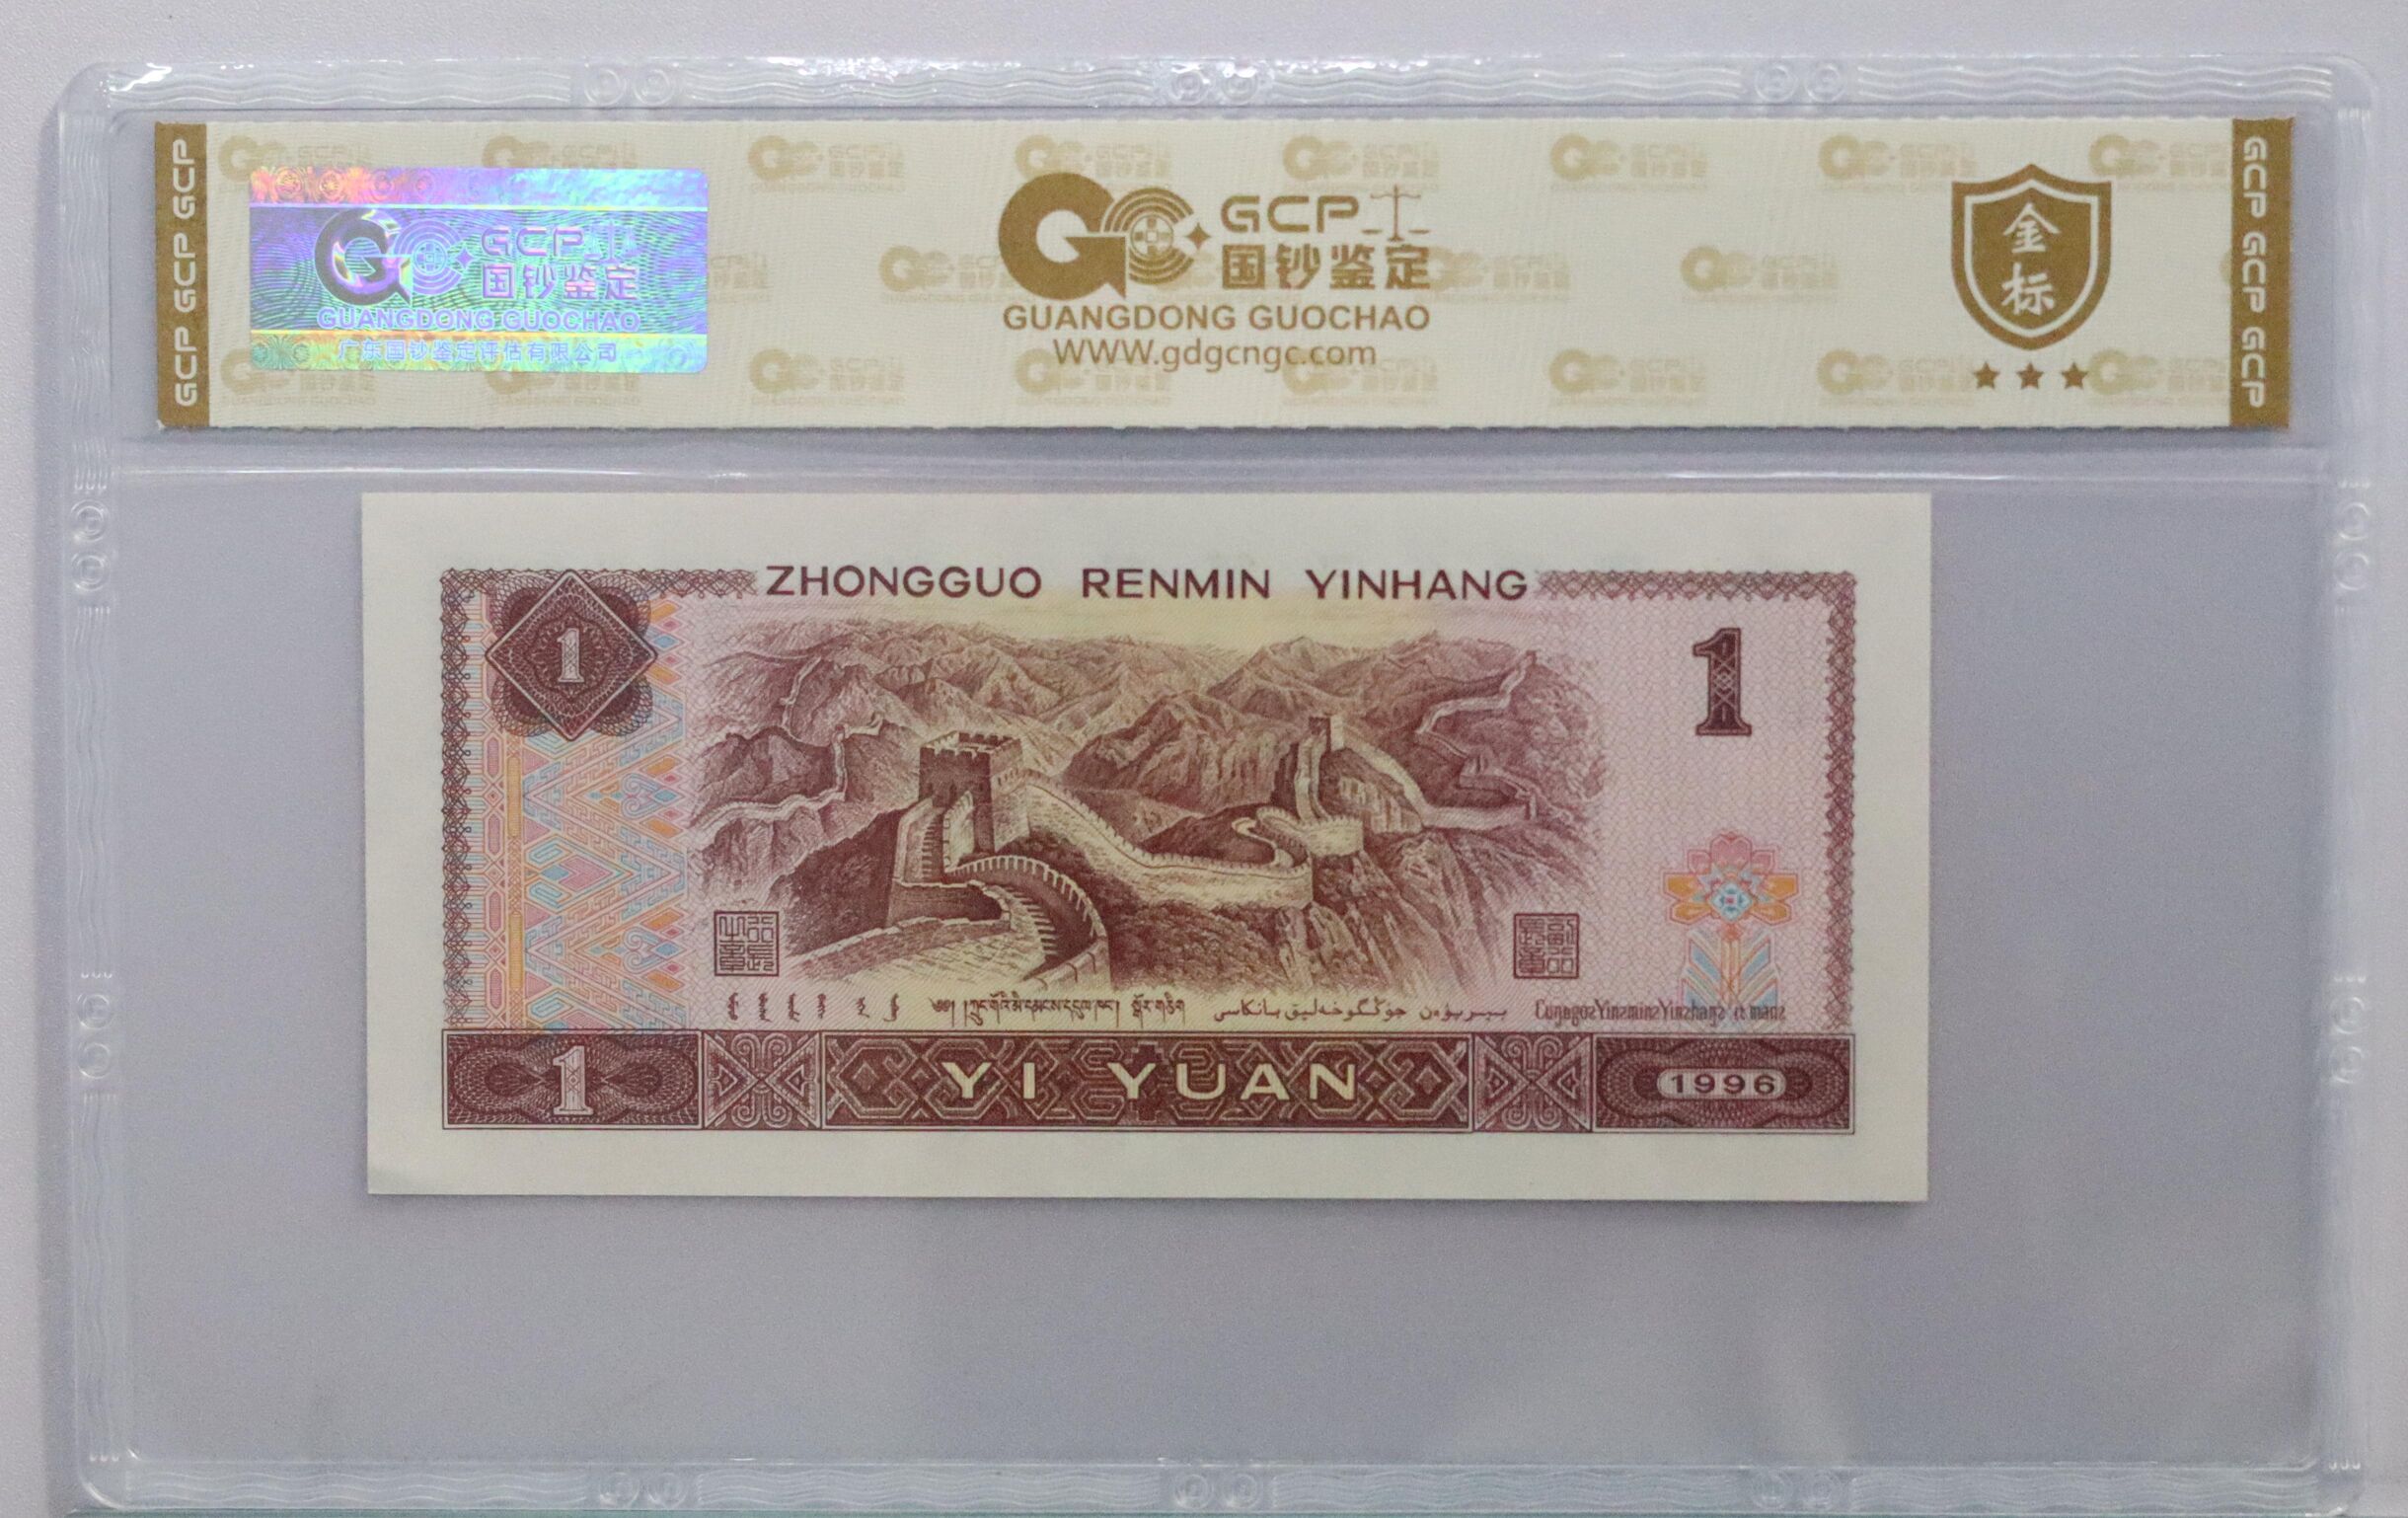 GCP GCP GCP
GCP 国钞鉴定
GUANGDONG GUOCHAO
广东国钞鉴定评估有限公司
GCP 国钞鉴定
GUANGDONG GUOCHAO
WWW.gdgcngc.com
金标
GCP GCP GCP
ZHONGGUO RENMIN YINHANG
1
1
1 YI YUAN 1996